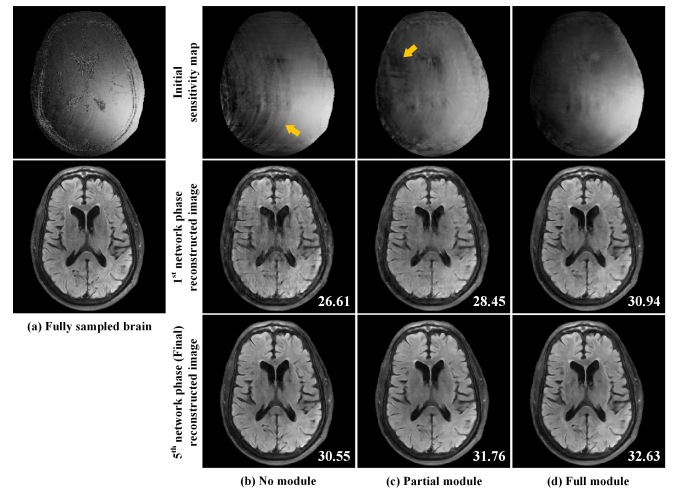 Initial
sensitivity map
1st network phase
reconstructed image
26.61
28.45
30.94
(a) Fully sampled brain
5th network phase (Final)
reconstructed image
30.55
31.76
32.63
(b) No module
(c) Partial module
(d) Full module